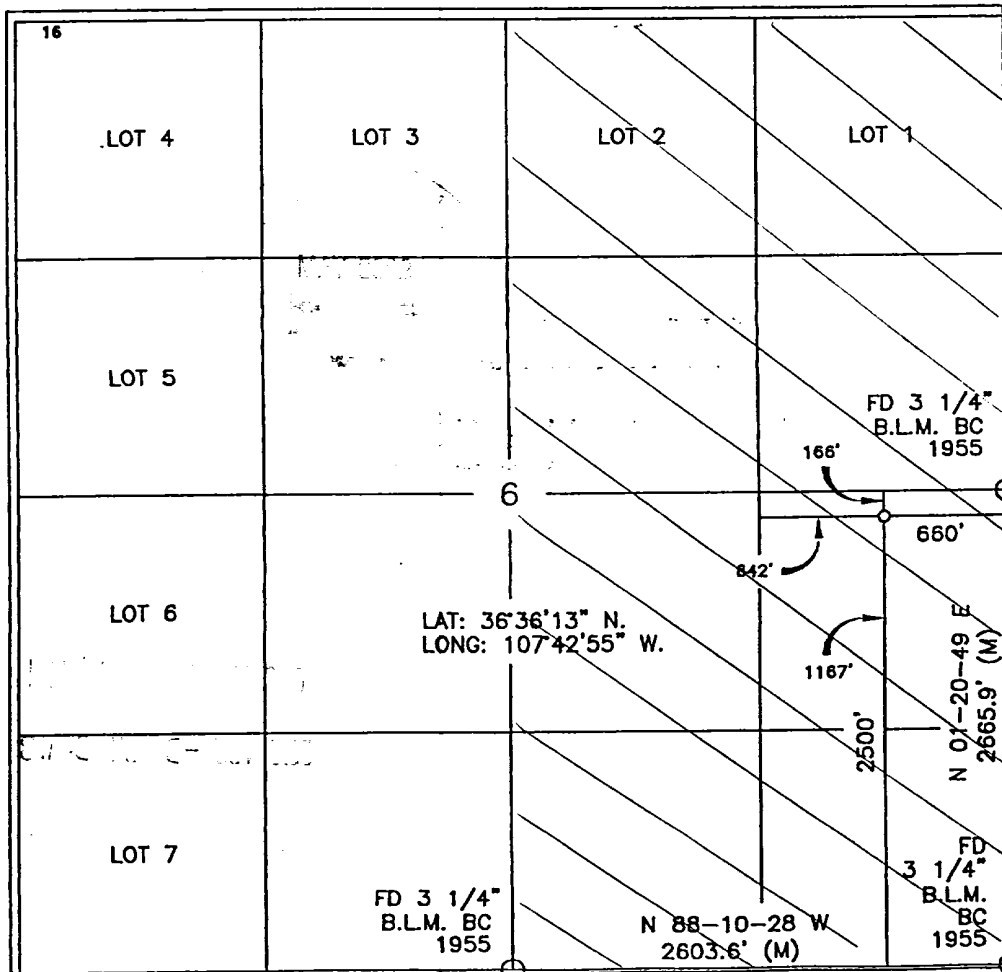 16
LOT 4
LOT 3
LOT 2
LOT 1
LOT 5
FD 3 1/4"
B.L.M. BC
1955
166'
6
660'
642'
LOT 6
LAT: 36°36'13" N.
LONG: 107°42'55" W.
1167'
2500'
N 01-20-49 E
2665.9' (M)
LOT 7
FD 3 1/4"
B.L.M. BC
1955
N 88-10-28 W
2603.6' (M)
FD
3 1/4"
B.L.M.
BC
1955